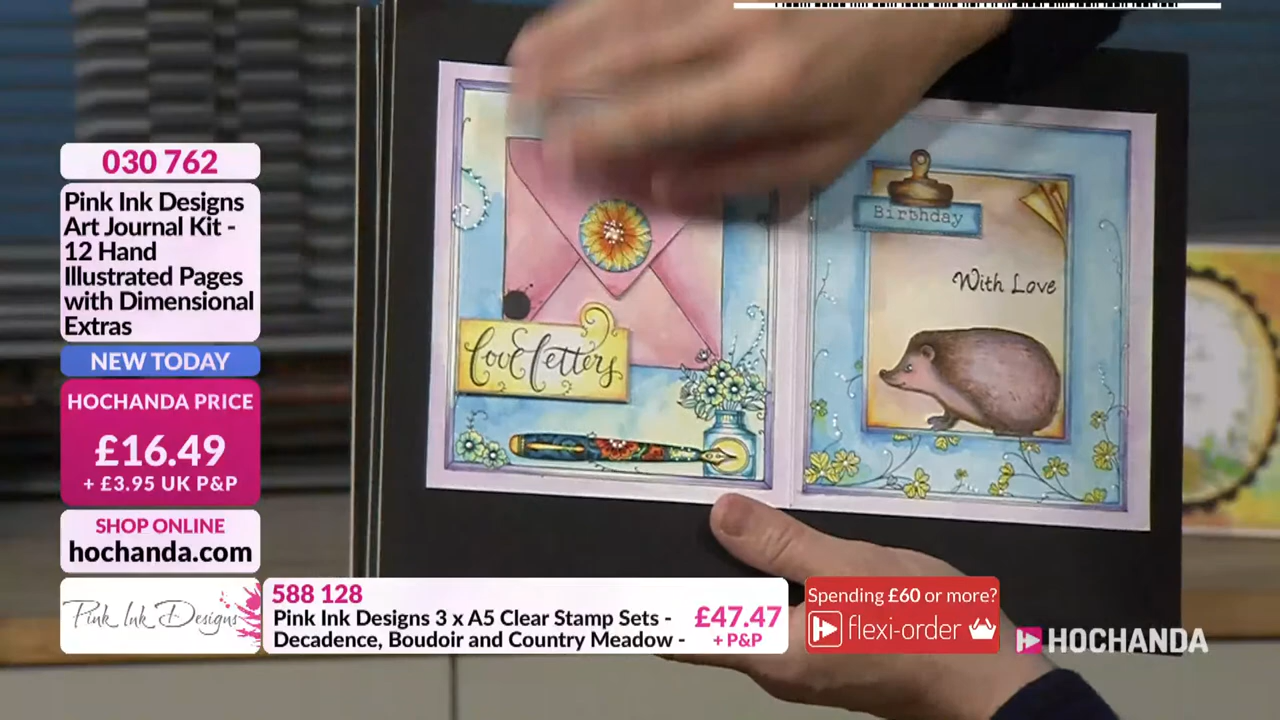 030 762
Pink Ink Designs
Art Journal Kit -
12 Hand
Illustrated Pages
with Dimensional
Extras
NEW TODAY
HOCHANDA PRICE
£16.49
+ £3.95 UK P&P
SHOP ONLINE
hochanda.com
Pink Ink Designs
588 128
Pink Ink Designs 3 x A5 Clear Stamp Sets -
Decadence, Boudoir and Country Meadow -
£47.47
+ P&P
Spending £60 or more?
flexi-order
HOCHANDA
love letters
Birthday
With Love